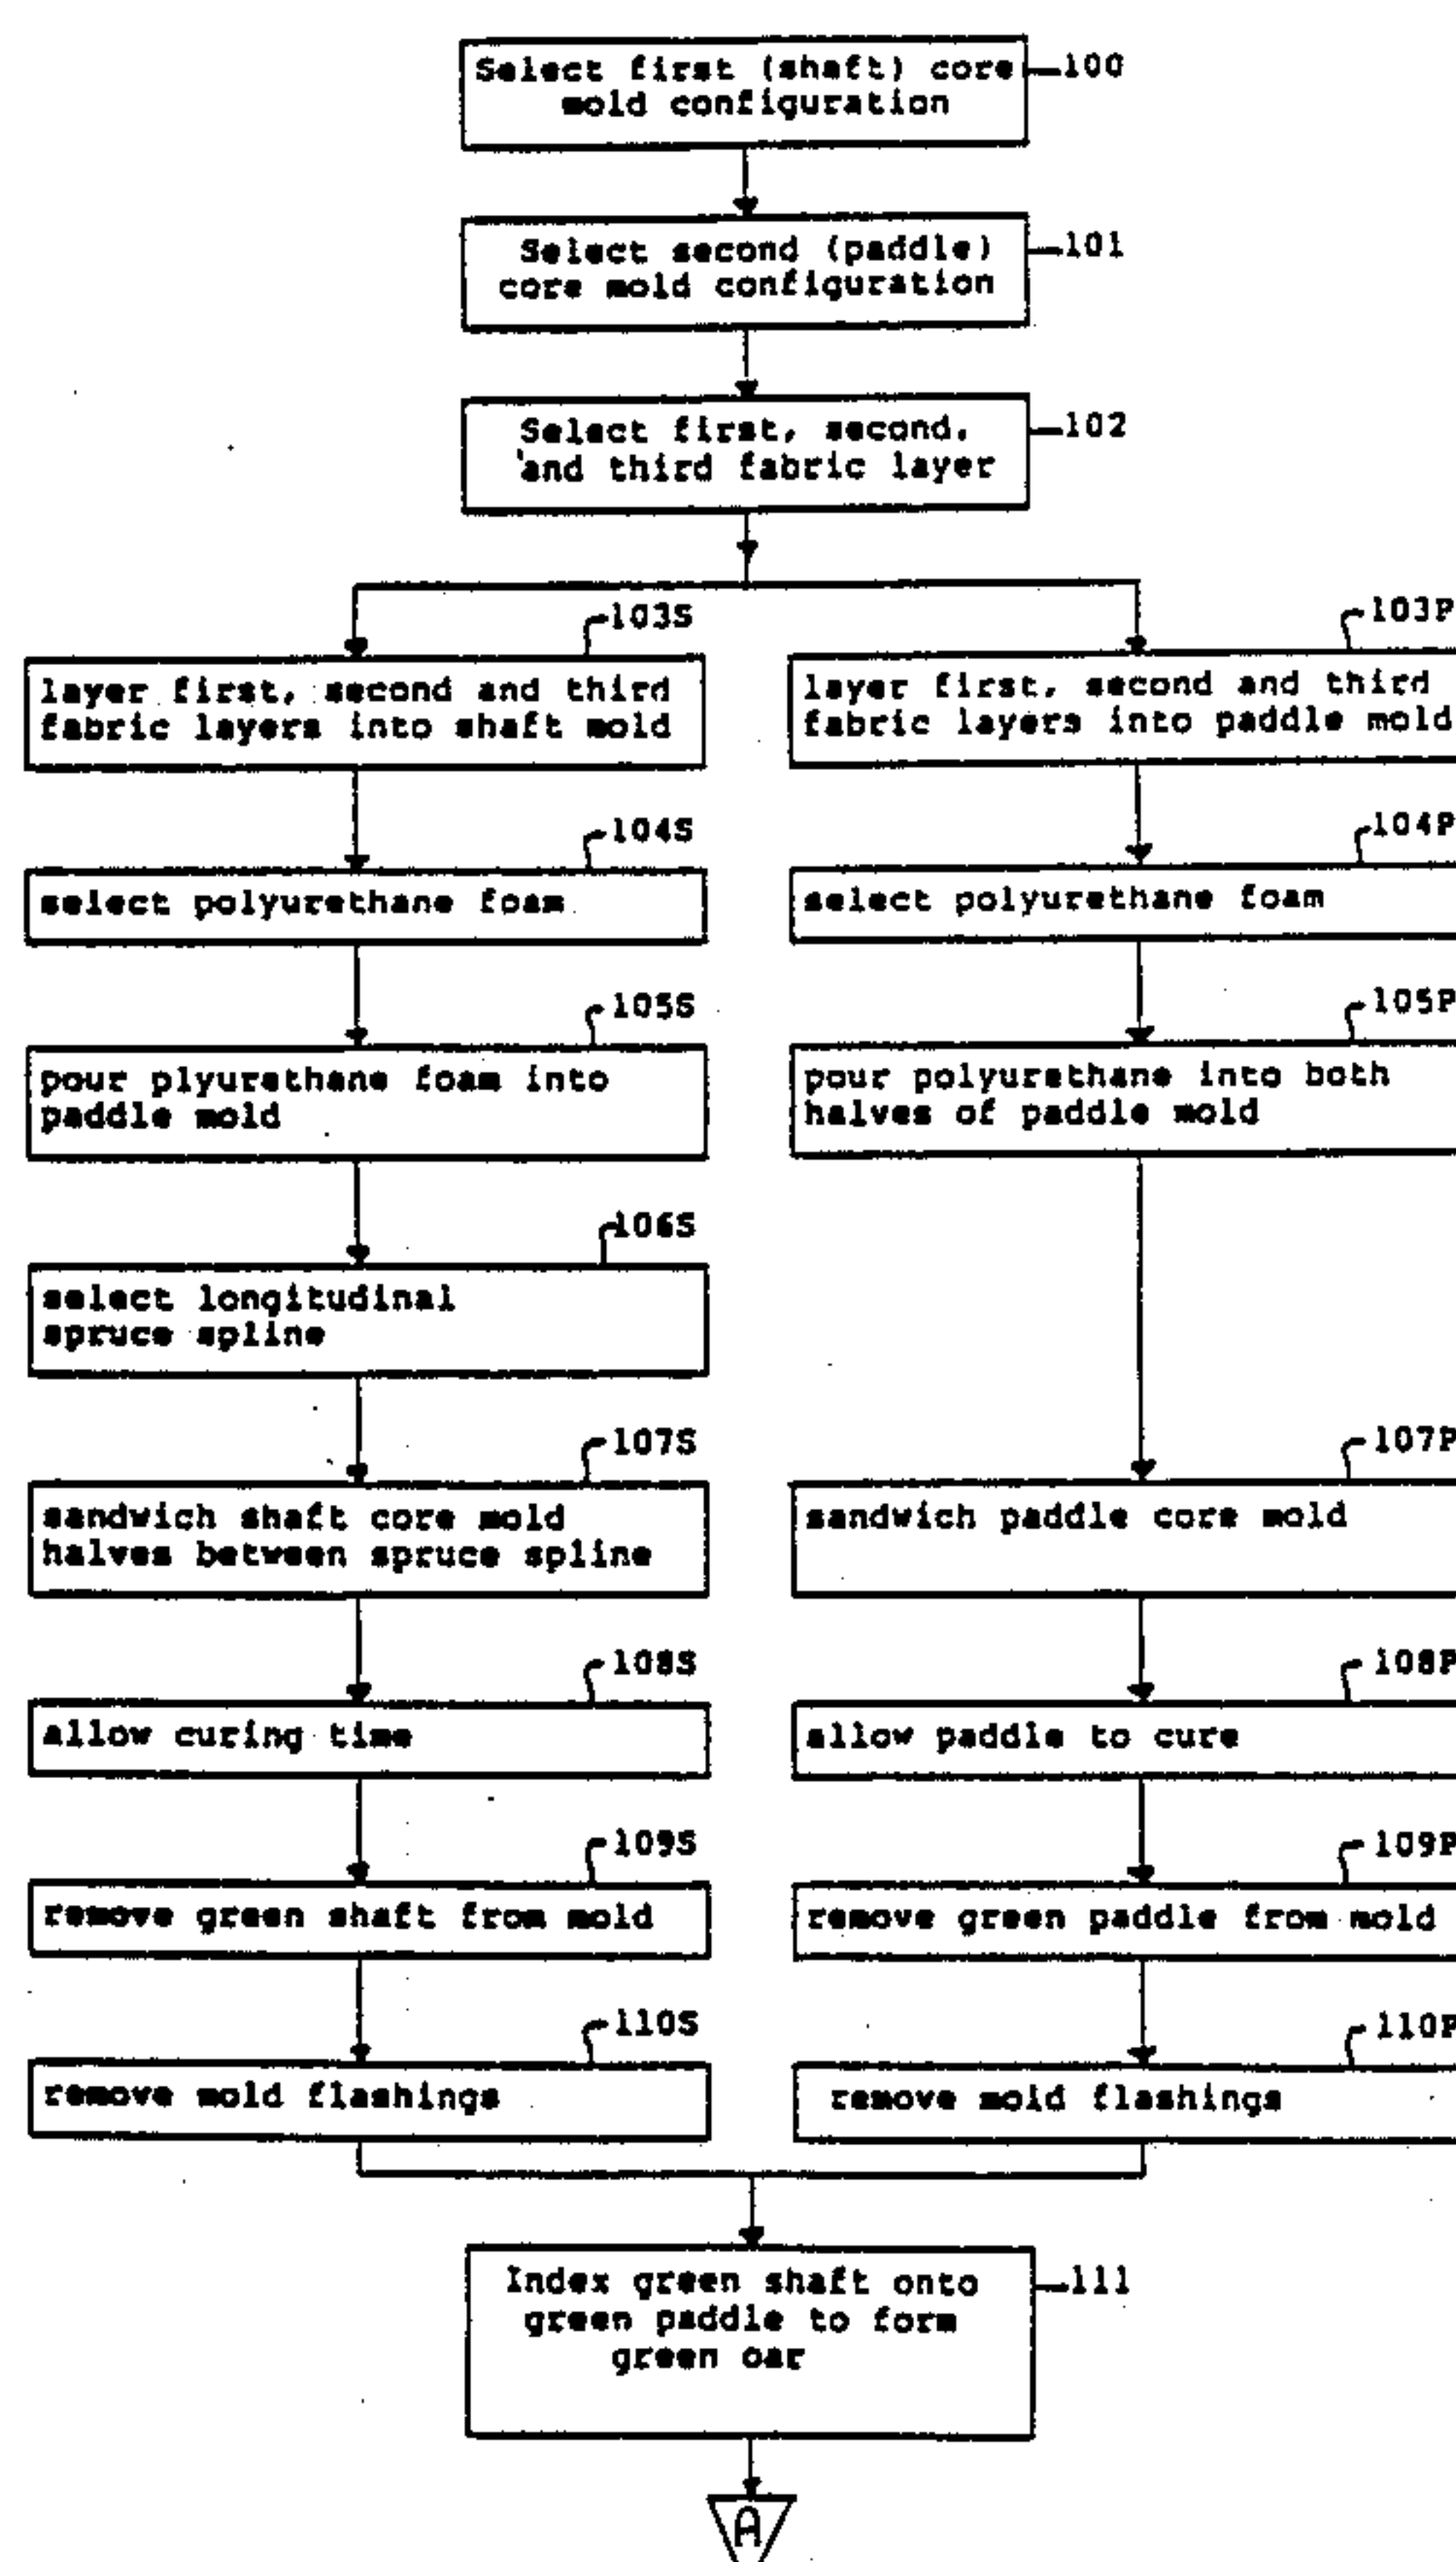 Select first (shaft) core
mold configuration
100
Select second (paddle)
core mold configuration
101
Select first, second,
and third fabric layer
102
103S
layer first, second and third
fabric layers into shaft mold
103P
layer first, second and third
fabric layers into paddle mold
104S
select polyurethane foam
104P
select polyurethane foam
105S
pour plyurethane foam into
paddle mold
105P
pour polyurethane into both
halves of paddle mold
106S
select longitudinal
spruce spline
107S
sandwich shaft core mold
halves between spruce spline
107P
sandwich paddle core mold
108S
allow curing time
108P
allow paddle to cure
109S
remove green shaft from mold
109P
remove green paddle from mold
110S
remove mold flashings
110P
remove mold flashings
Index green shaft onto
green paddle to form
green oar
111
A